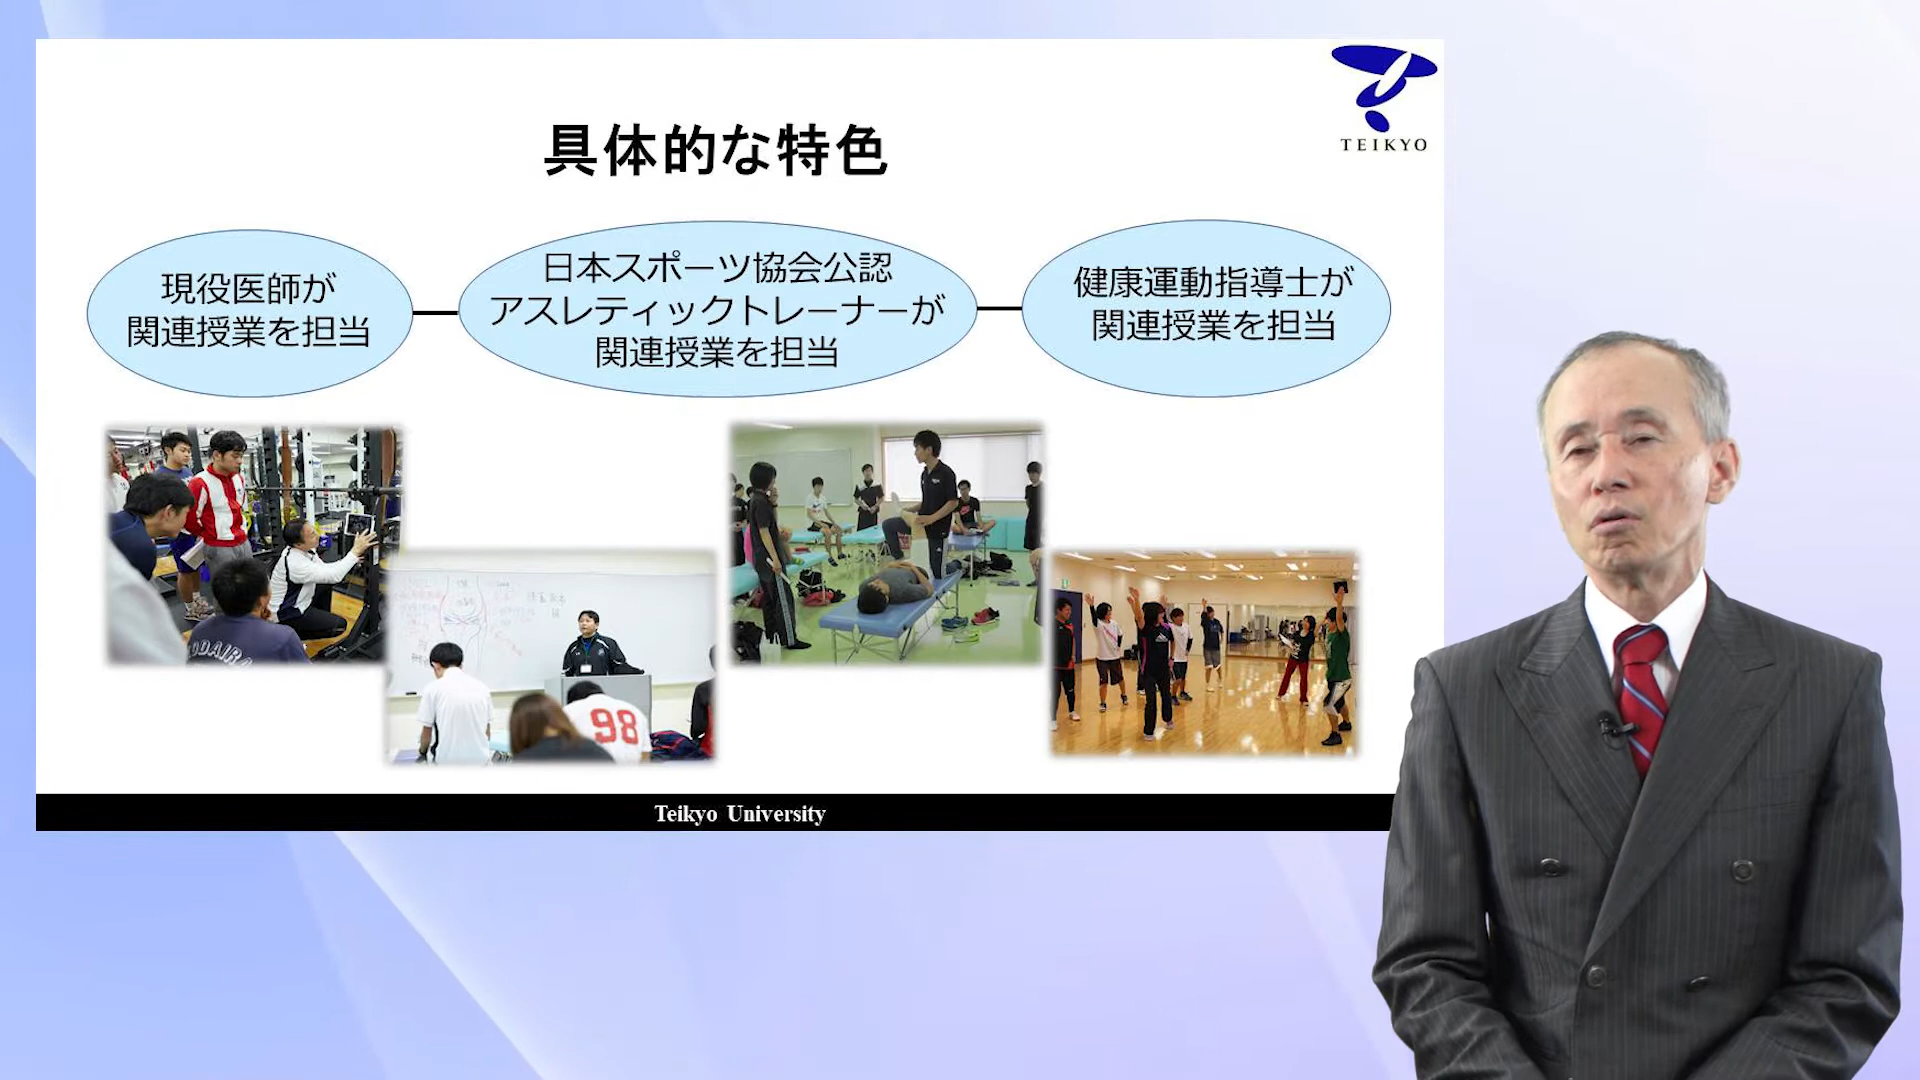 TEIKYO
具体的な特色
現役医師が
関連授業を担当
日本スポーツ協会公認
アスレティックトレーナーが
関連授業を担当
健康運動指導士が
関連授業を担当
98
Teikyo University